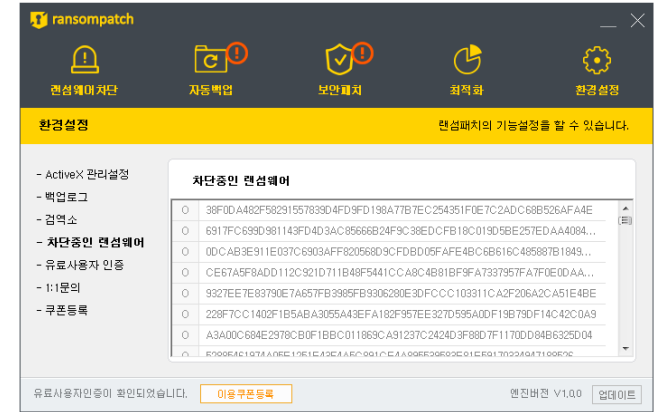 ransompatch
랜섬웨어차단
자동백업
보안패치
최적화
환경설정
환경설정
랜섬패치의 기능설정을 할 수 있습니다.
- ActiveX 관리설정
- 백업로그
- 검역소
- 차단중인 랜섬웨어
- 유료사용자 인증
- 1:1문의
- 쿠폰등록
차단중인 랜섬웨어
38F0DA482F58291557839D4FD9FD198A77B7EC254351F0E7C2ADC68B526AFA4E
6917FC699D981143FD4D3AC85666B24F9C38EDCFB18C019D5BE257EDAA4084...
0DCAB3E911E037C6903AFF820568D9CFDBD05FAFE4BC6B616C485887B1849...
CE67A5F8ADD112C921D711B48F5441CCA8C4B81BF9FA7337957FA7F0E0DAA...
9327EE7E83790E7A657FB3985FB9306280E3DFCCC103311CA2F206A2CA51E4BE
228F7CC1402F1B5ABA3055A43EFA182F957EE327D595A0DF19B79DF14C42C0A9
A3A00C684E2978CB0F1BBC011869CA91237C2424D3F88D7F1170DD84B6325D04
유료사용자인증이 확인되었습니다.
이용쿠폰등록
엔진버전 V1.0.0
업데이트